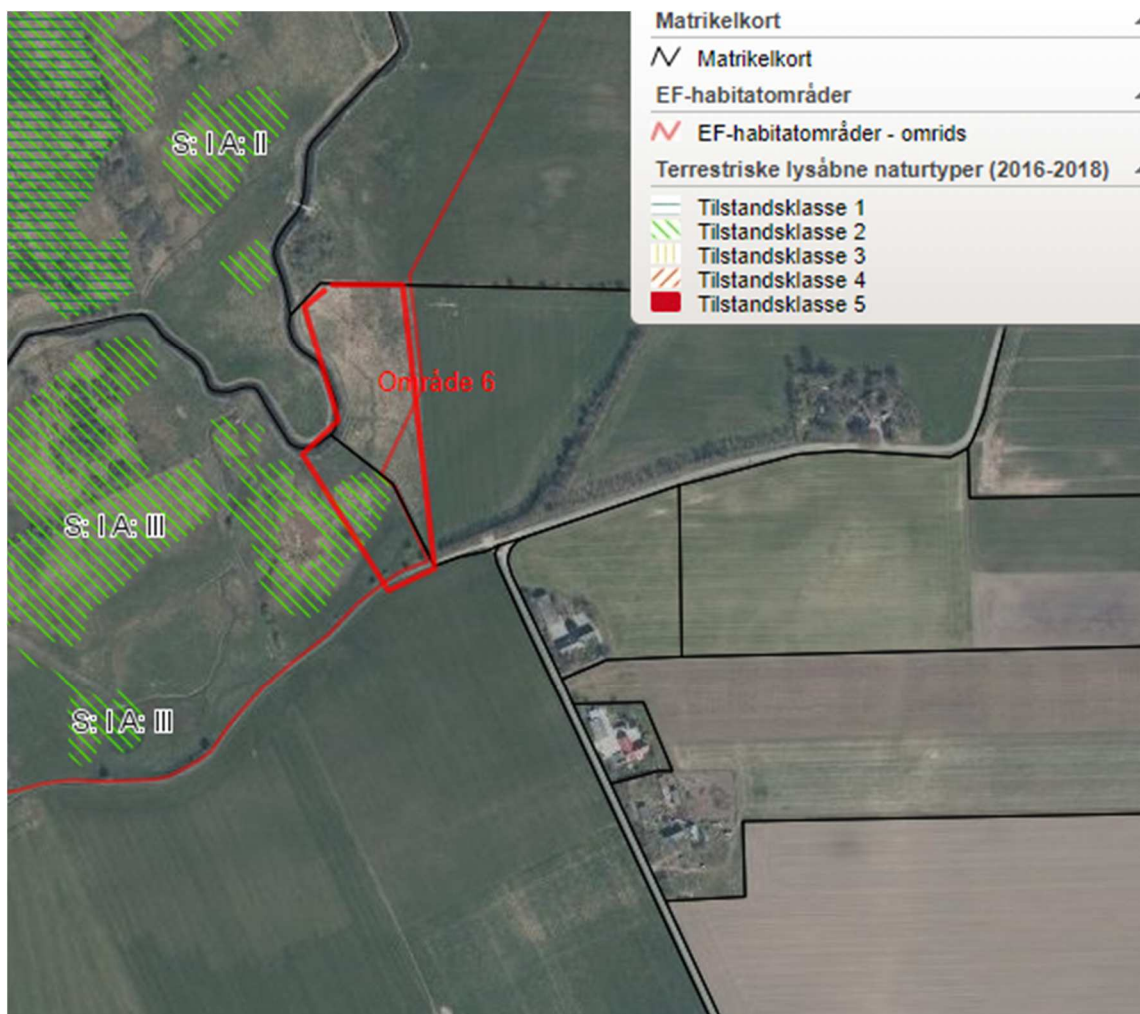 Matrikelkort
Matrikelkort
EF-habitatområder
EF-habitatområder - omrids
Terrestriske lysåbne naturtyper (2016-2018)
Tilstandsklasse 1
Tilstandsklasse 2
Tilstandsklasse 3
Tilstandsklasse 4
Tilstandsklasse 5
S: I A: II
Område 6
S: I A: III
S: I A: III